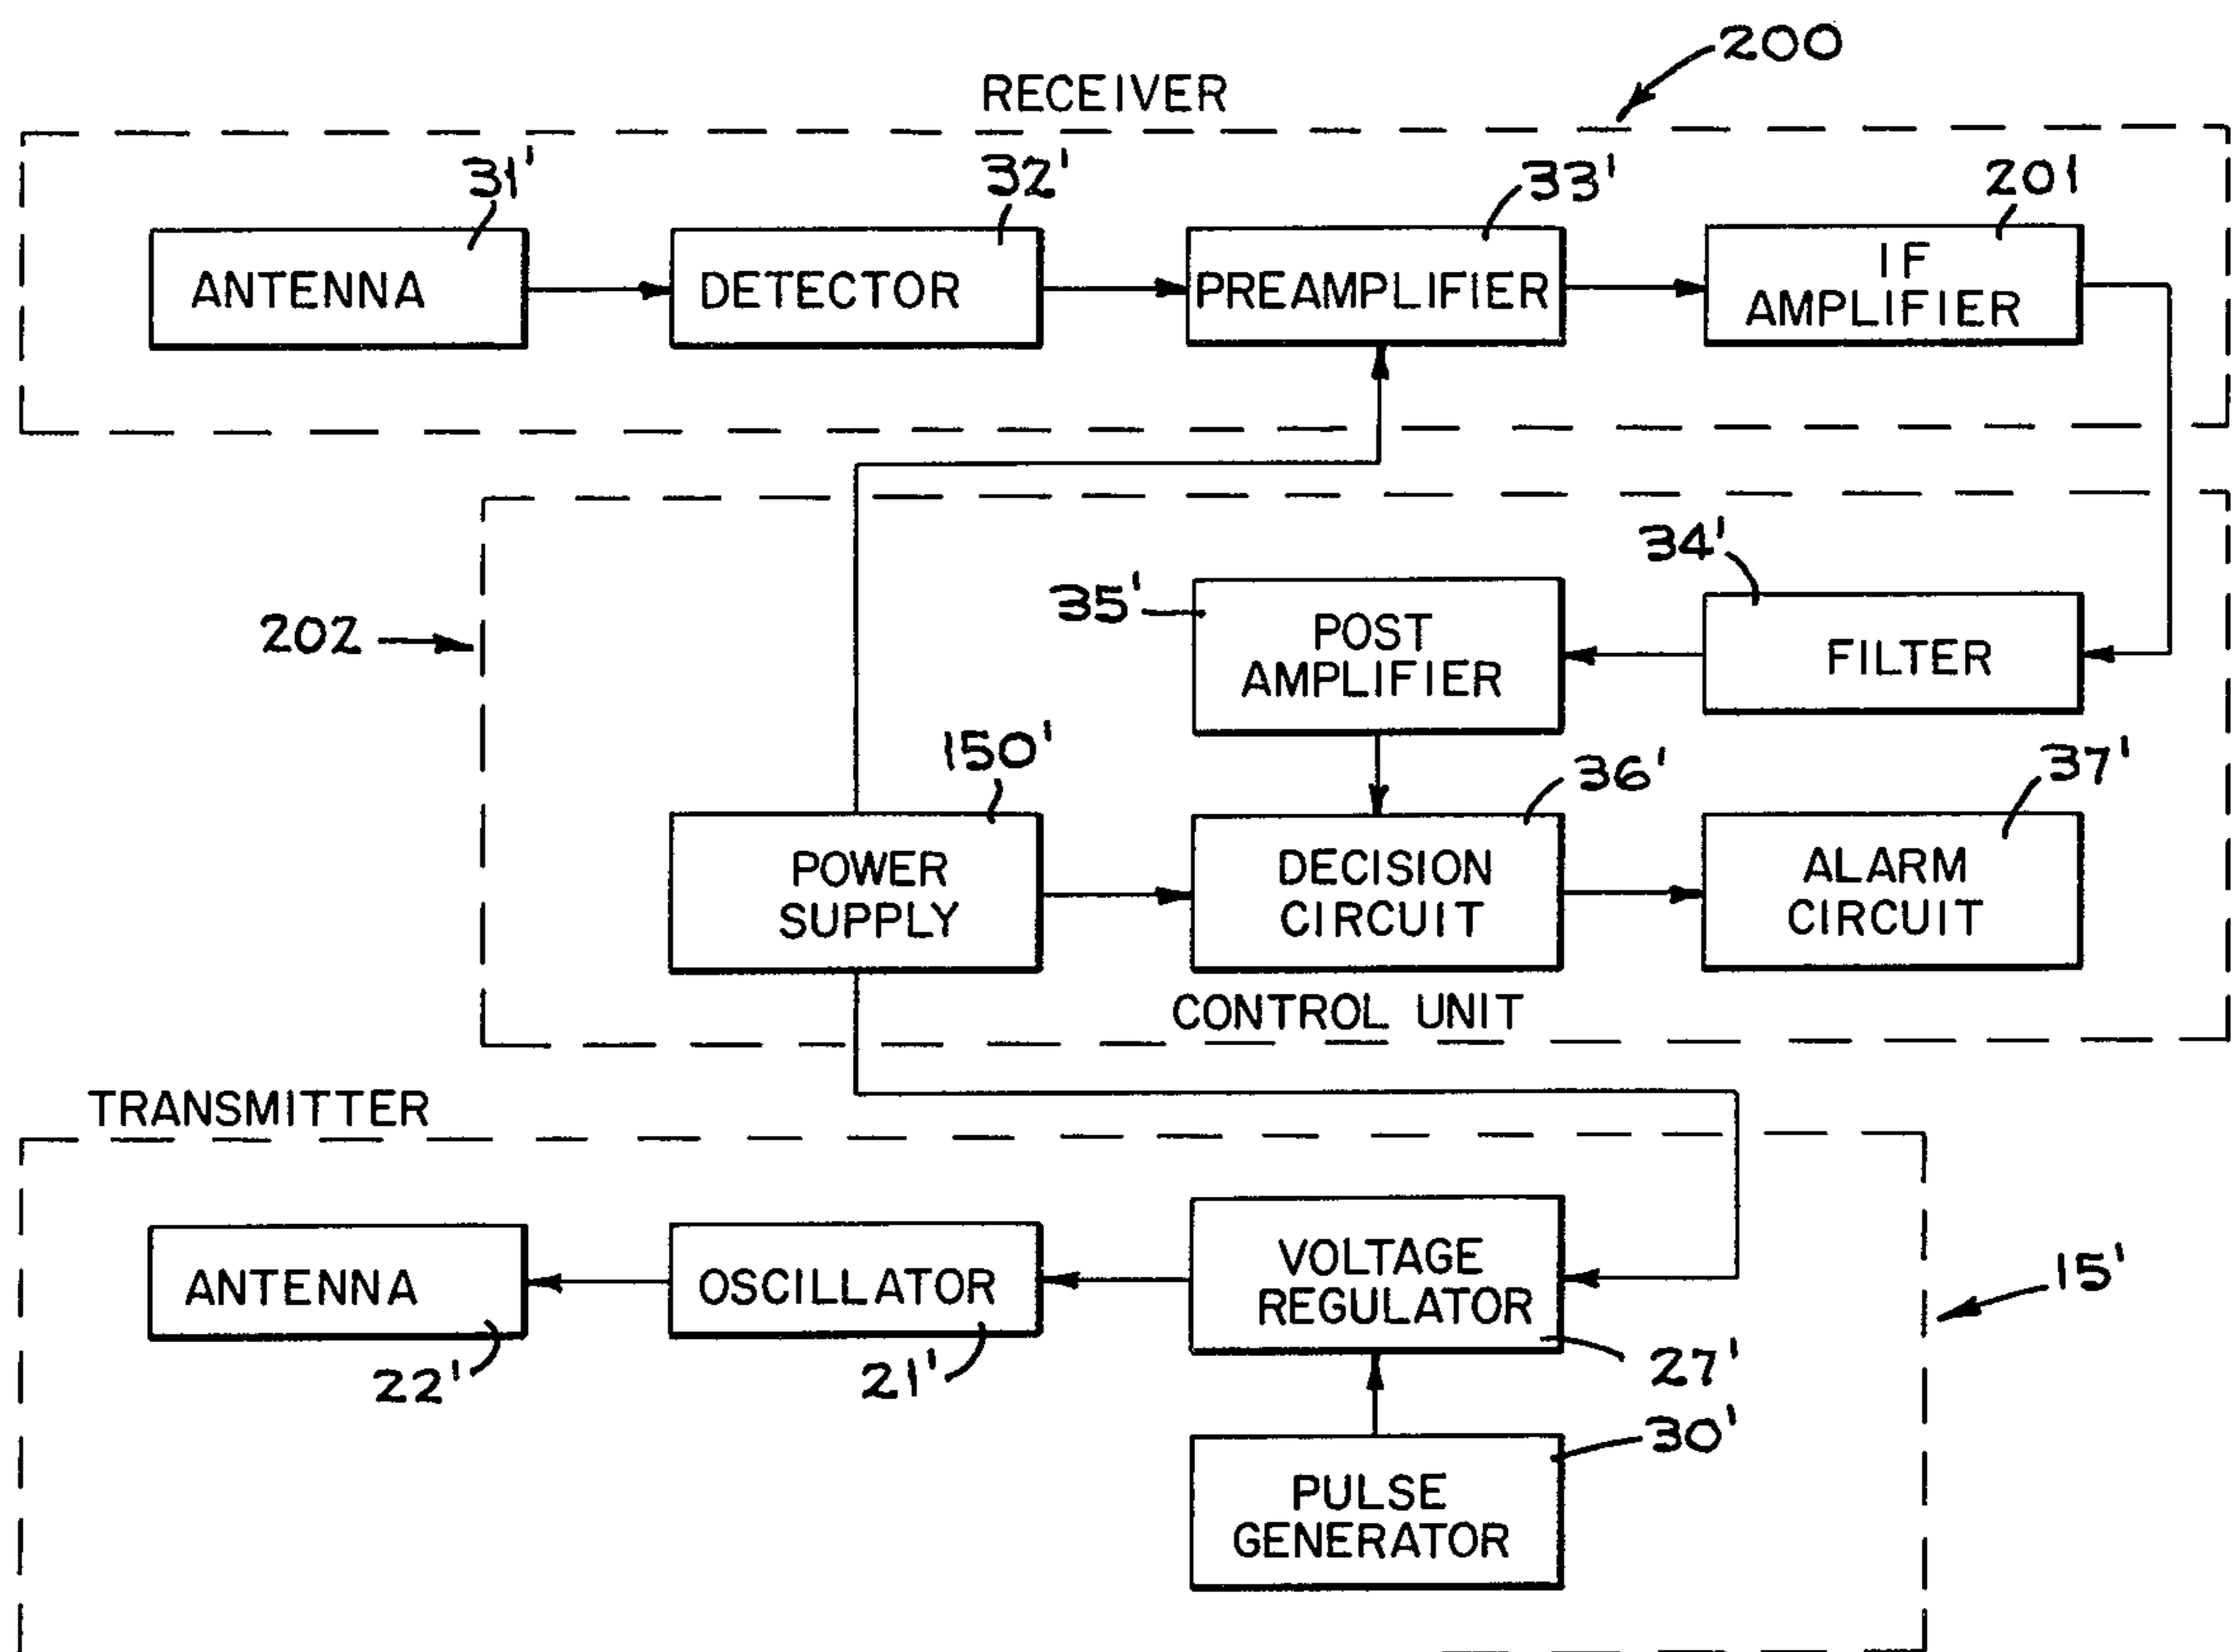 200
RECEIVER
31'
32'
33'
201
ANTENNA
DETECTOR
PREAMPLIFIER
IF
AMPLIFIER
34'
35'
202
POST
AMPLIFIER
FILTER
150'
36'
37'
POWER
SUPPLY
DECISION
CIRCUIT
ALARM
CIRCUIT
CONTROL UNIT
TRANSMITTER
ANTENNA
OSCILLATOR
VOLTAGE
REGULATOR
15'
22'
21'
27'
30'
PULSE
GENERATOR